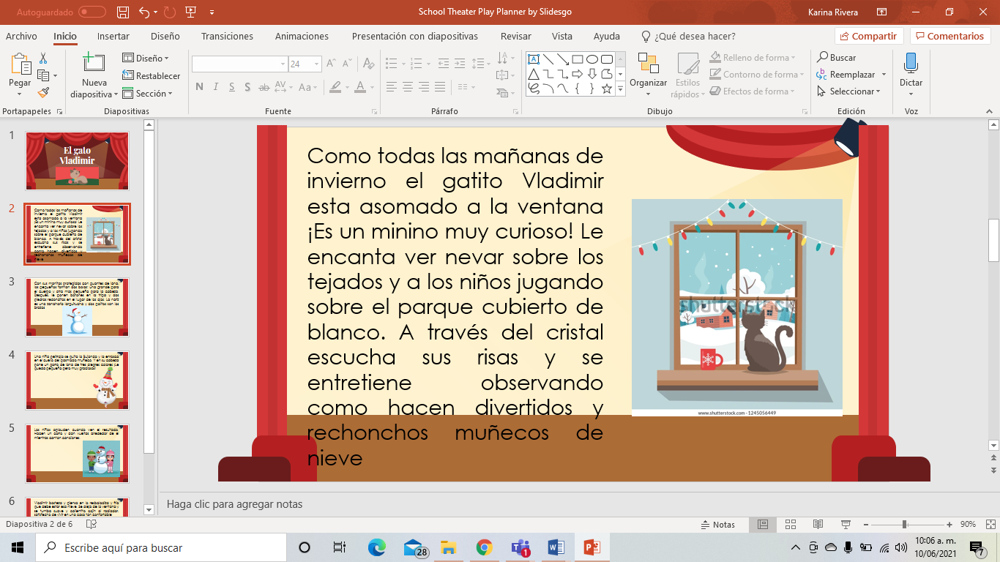 Autoguardado
School Theater Play Planner by Slidesgo
Karina Rivera
Archivo Inicio Insertar Diseño Transiciones Animaciones Presentación con diapositivas Revisar Vista Ayuda ¿Qué desea hacer? Compartir Comentarios
Pegar
Portapapeles
Nueva
diapositiva
Diseño
Restablecer
Sección
Diapositivas
24
N K S S ab AV Aa A
Fuente
Párrafo
Organizar
Estilos
rápidos
Relleno de forma
Contorno de forma
Efectos de forma
Dibujo
Buscar
Reemplazar
Seleccionar
Edición
Dictar
Voz
1
El gato
Vladimir
2
3
4
5
6
Como todas las mañanas de
invierno el gatito Vladimir
esta asomado a la ventana
¡Es un minino muy curioso! Le
encanta ver nevar sobre los
tejados y a los niños jugando
sobre el parque cubierto de
blanco. A través del cristal
escucha sus risas y se
entretiene observando
como hacen divertidos y
rechonchos muñecos de
nieve
shutterstock
www.shutterstock.com · 1245056449
Haga clic para agregar notas
Diapositiva 2 de 6
Notas
90%
Escribe aquí para buscar
28
1
10:06 a. m.
10/06/2021
7